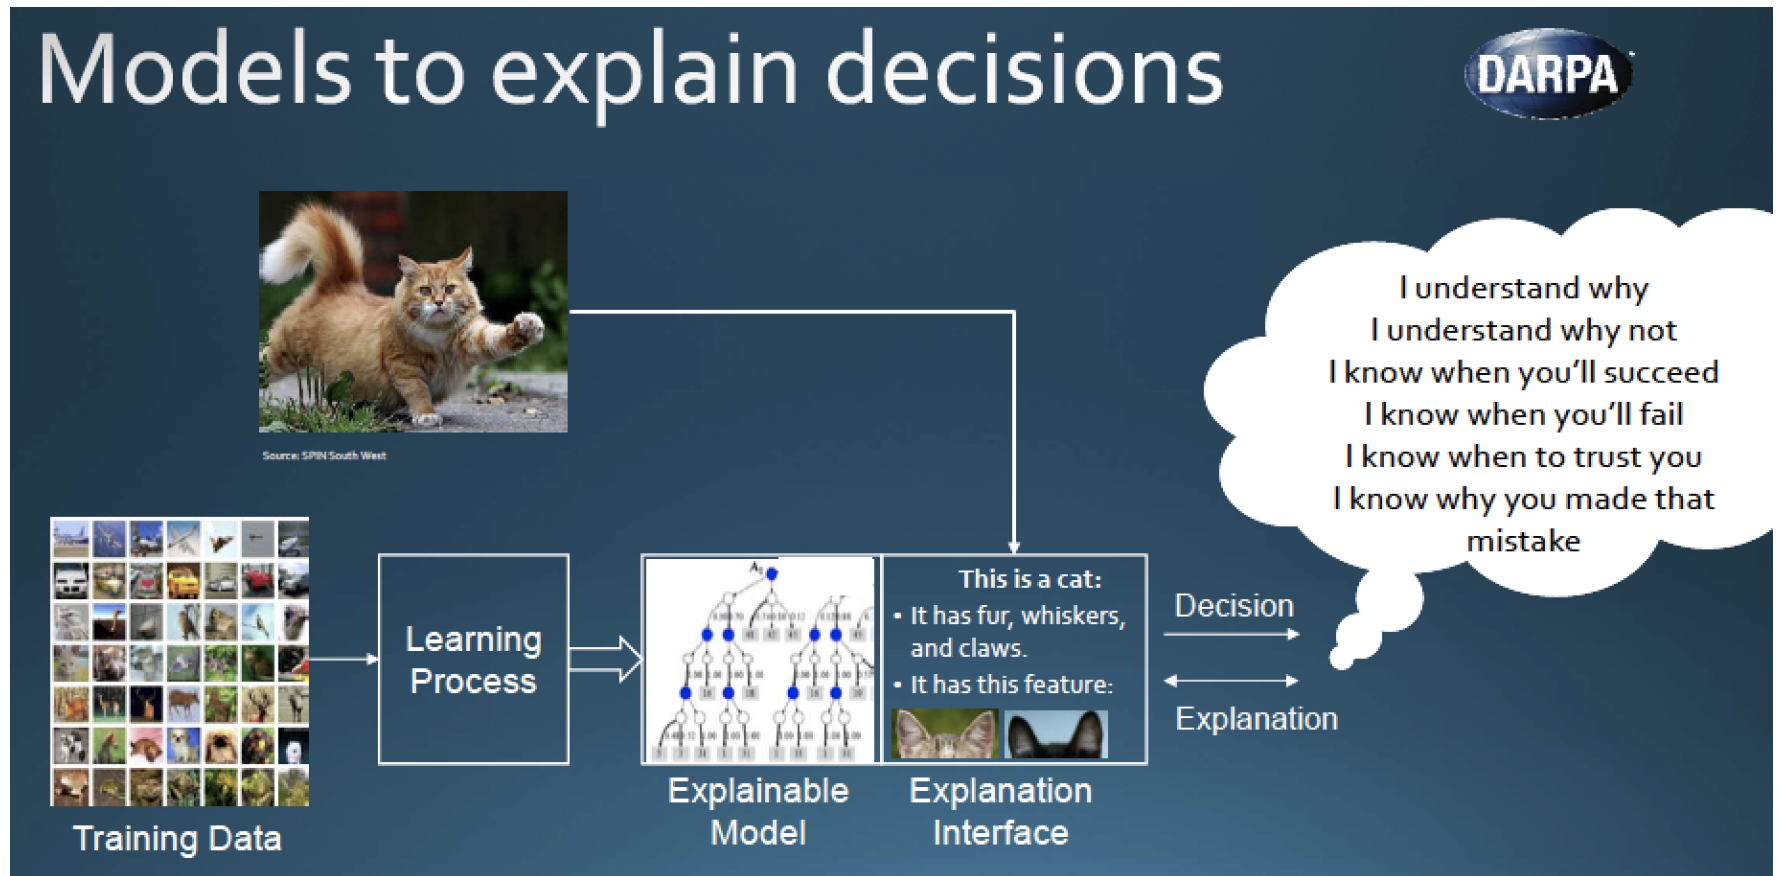 Models to explain decisions
DARPA
Source: SPIN South West
I understand why
I understand why not
I know when you'll succeed
I know when you'll fail
I know when to trust you
I know why you made that
mistake
Training Data
Learning
Process
Explainable
Model
This is a cat:
• It has fur, whiskers,
and claws.
• It has this feature:
Explanation
Interface
Decision
Explanation